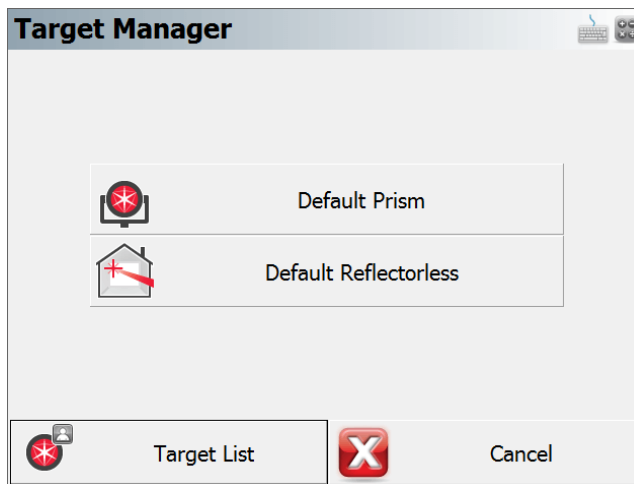 Target Manager
Default Prism
Default Reflectorless
Target List
Cancel